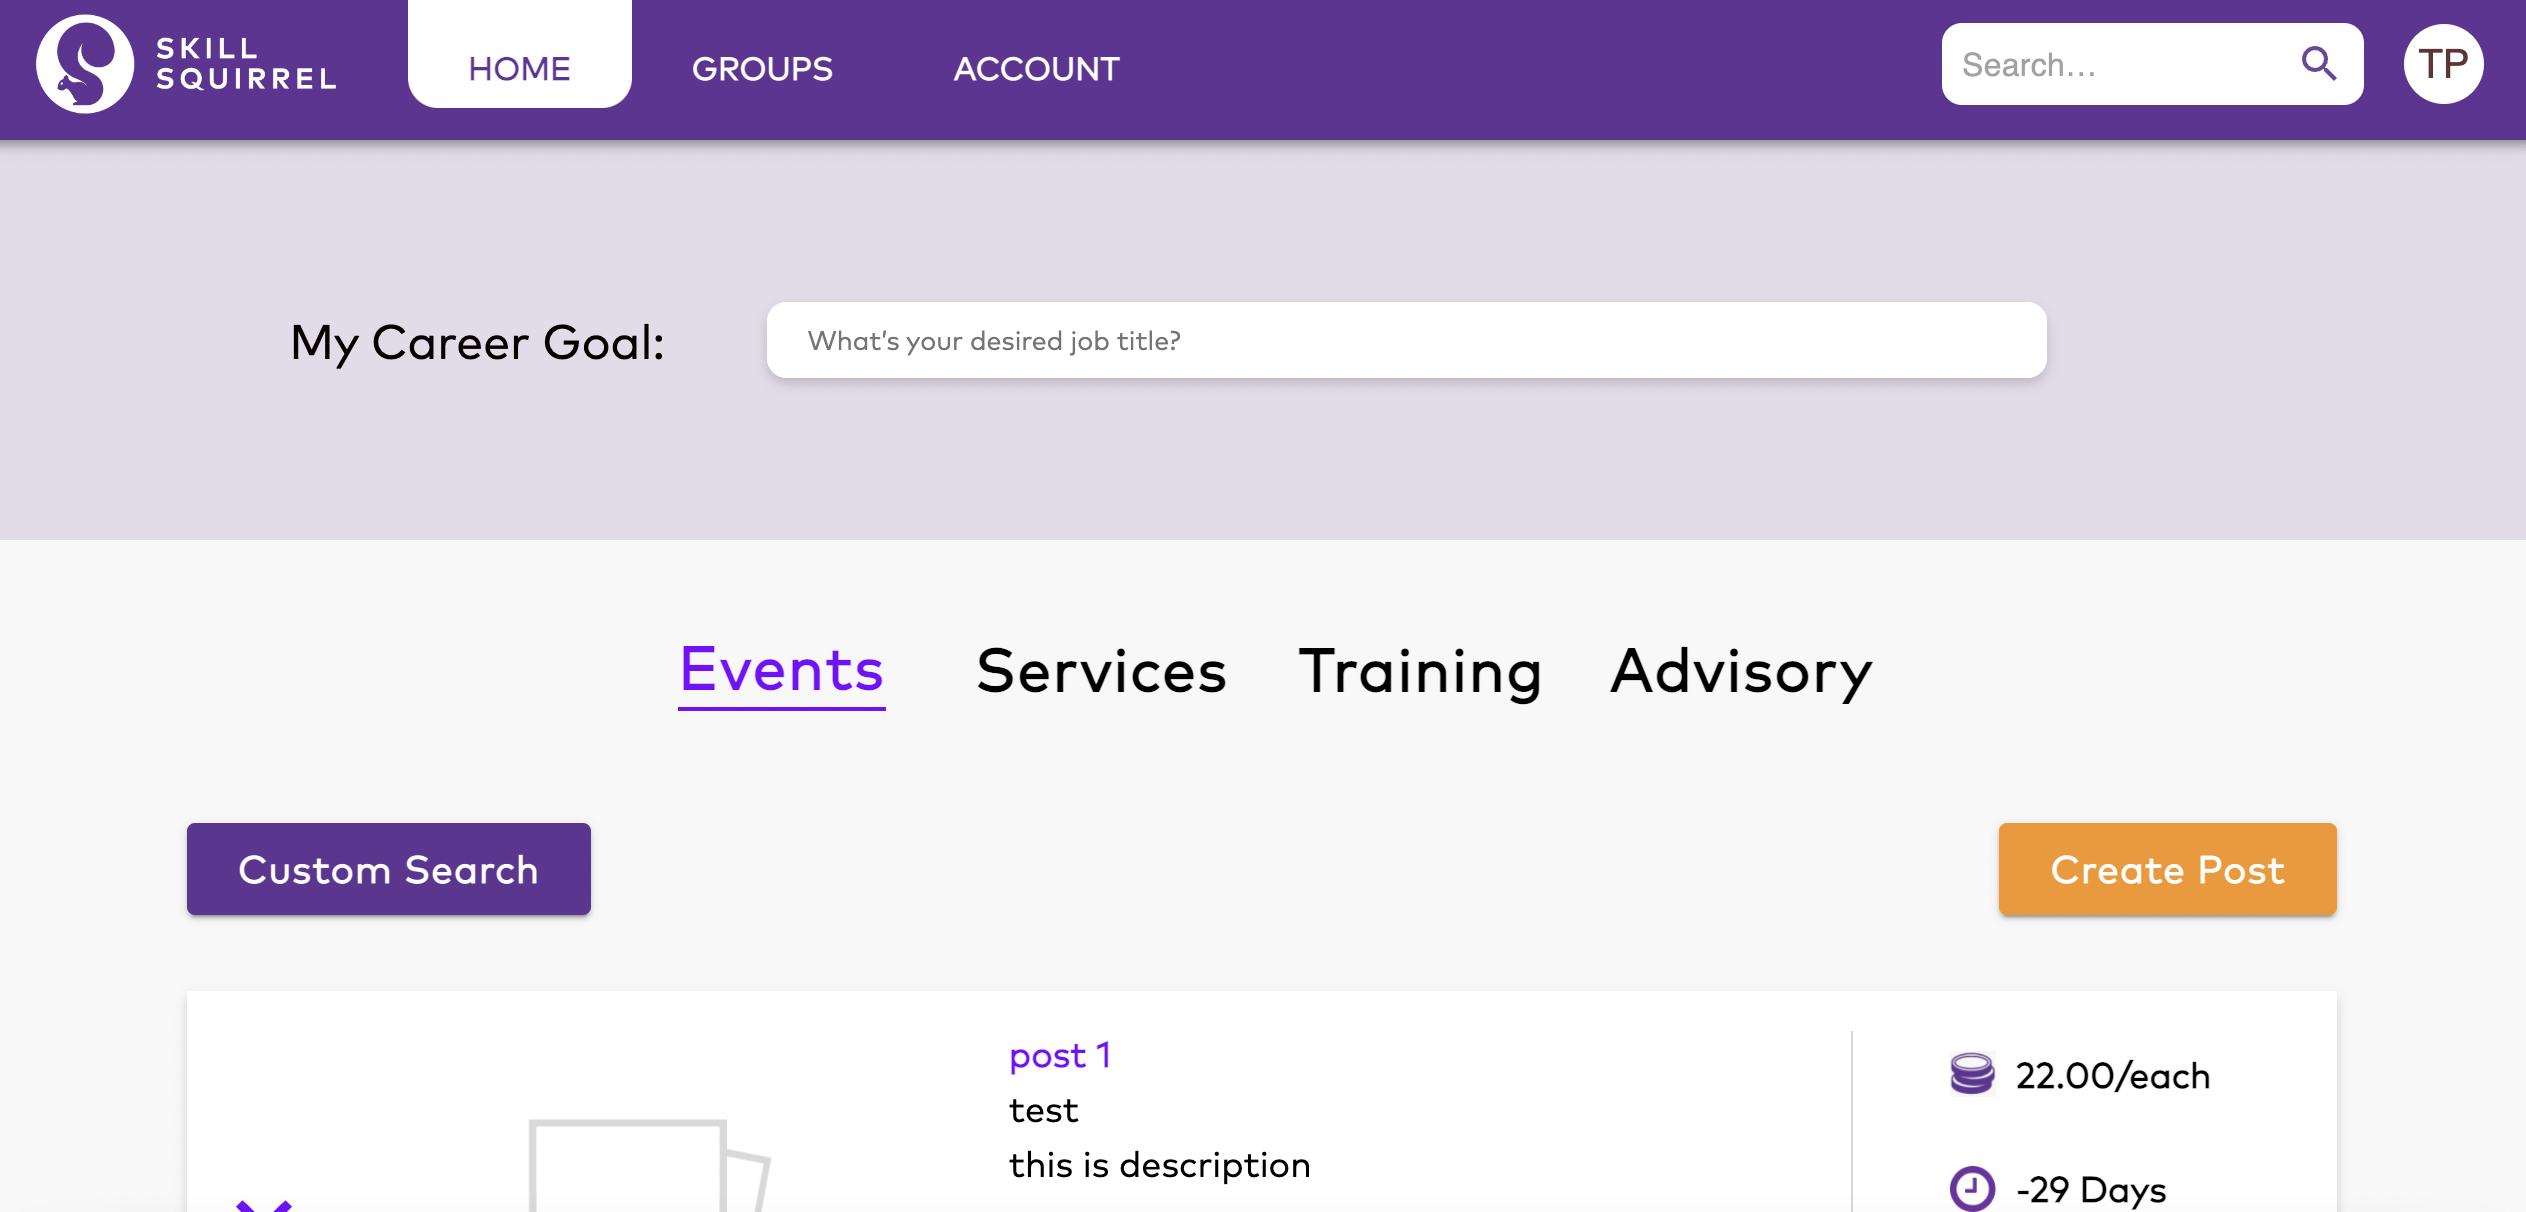 SKILL
SQUIRREL
HOME
GROUPS
ACCOUNT
Search...
TP
My Career Goal:
What's your desired job title?
Events
Services
Training
Advisory
Custom Search
Create Post
post 1
test
this is description
22.00/each
-29 Days